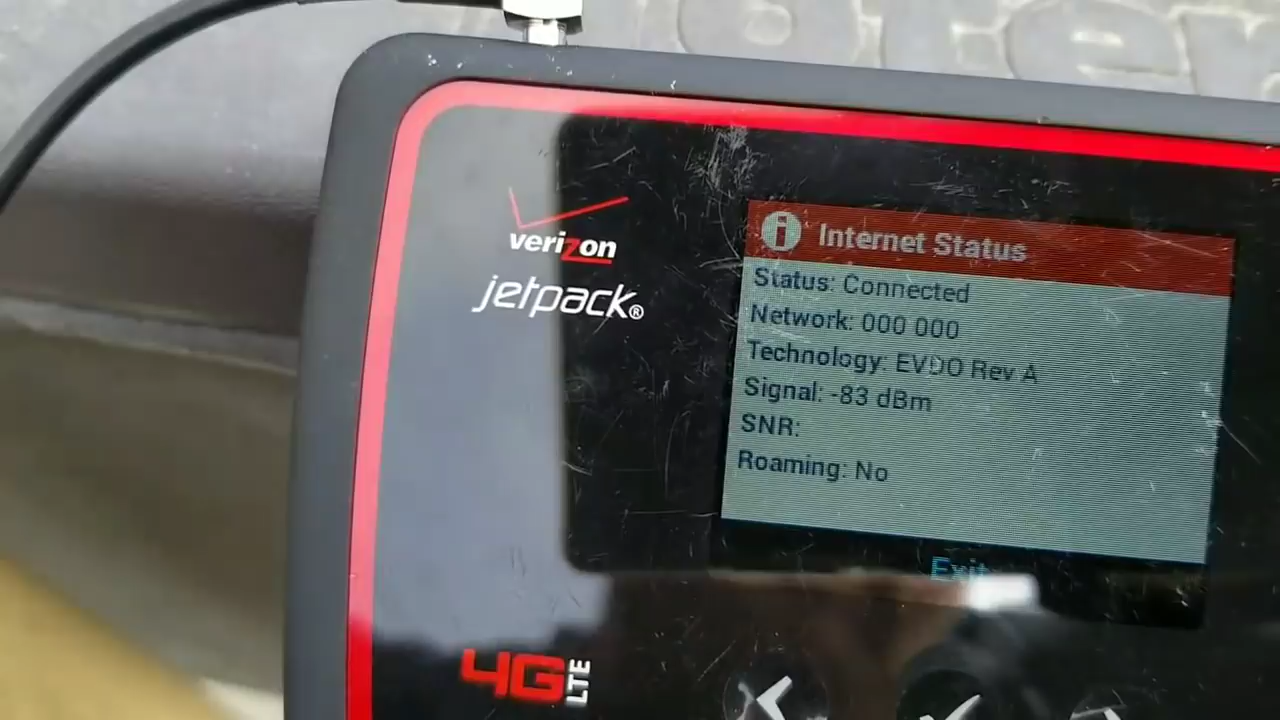 verizon
jetpack®
Internet Status
Status: Connected
Network: 000 000
Technology: EVDO Rev A
Signal: -83 dBm
SNR:
Roaming: No
Exit
4G LTE